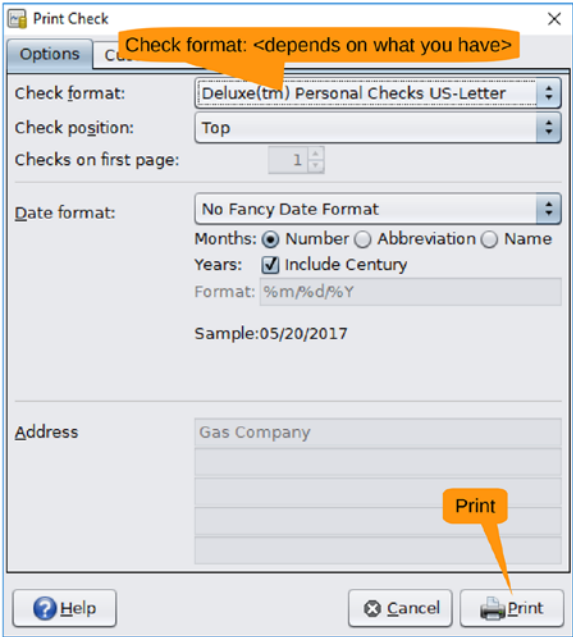 Print Check
Check format: <depends on what you have>
Options
Check format: Deluxe(tm) Personal Checks US-Letter
Check position: Top
Checks on first page: 1
Date format: No Fancy Date Format
Months: Number Abbreviation Name
Years: Include Century
Format: %m/%d/%Y
Sample:05/20/2017
Address Gas Company
Print
Help Cancel Print